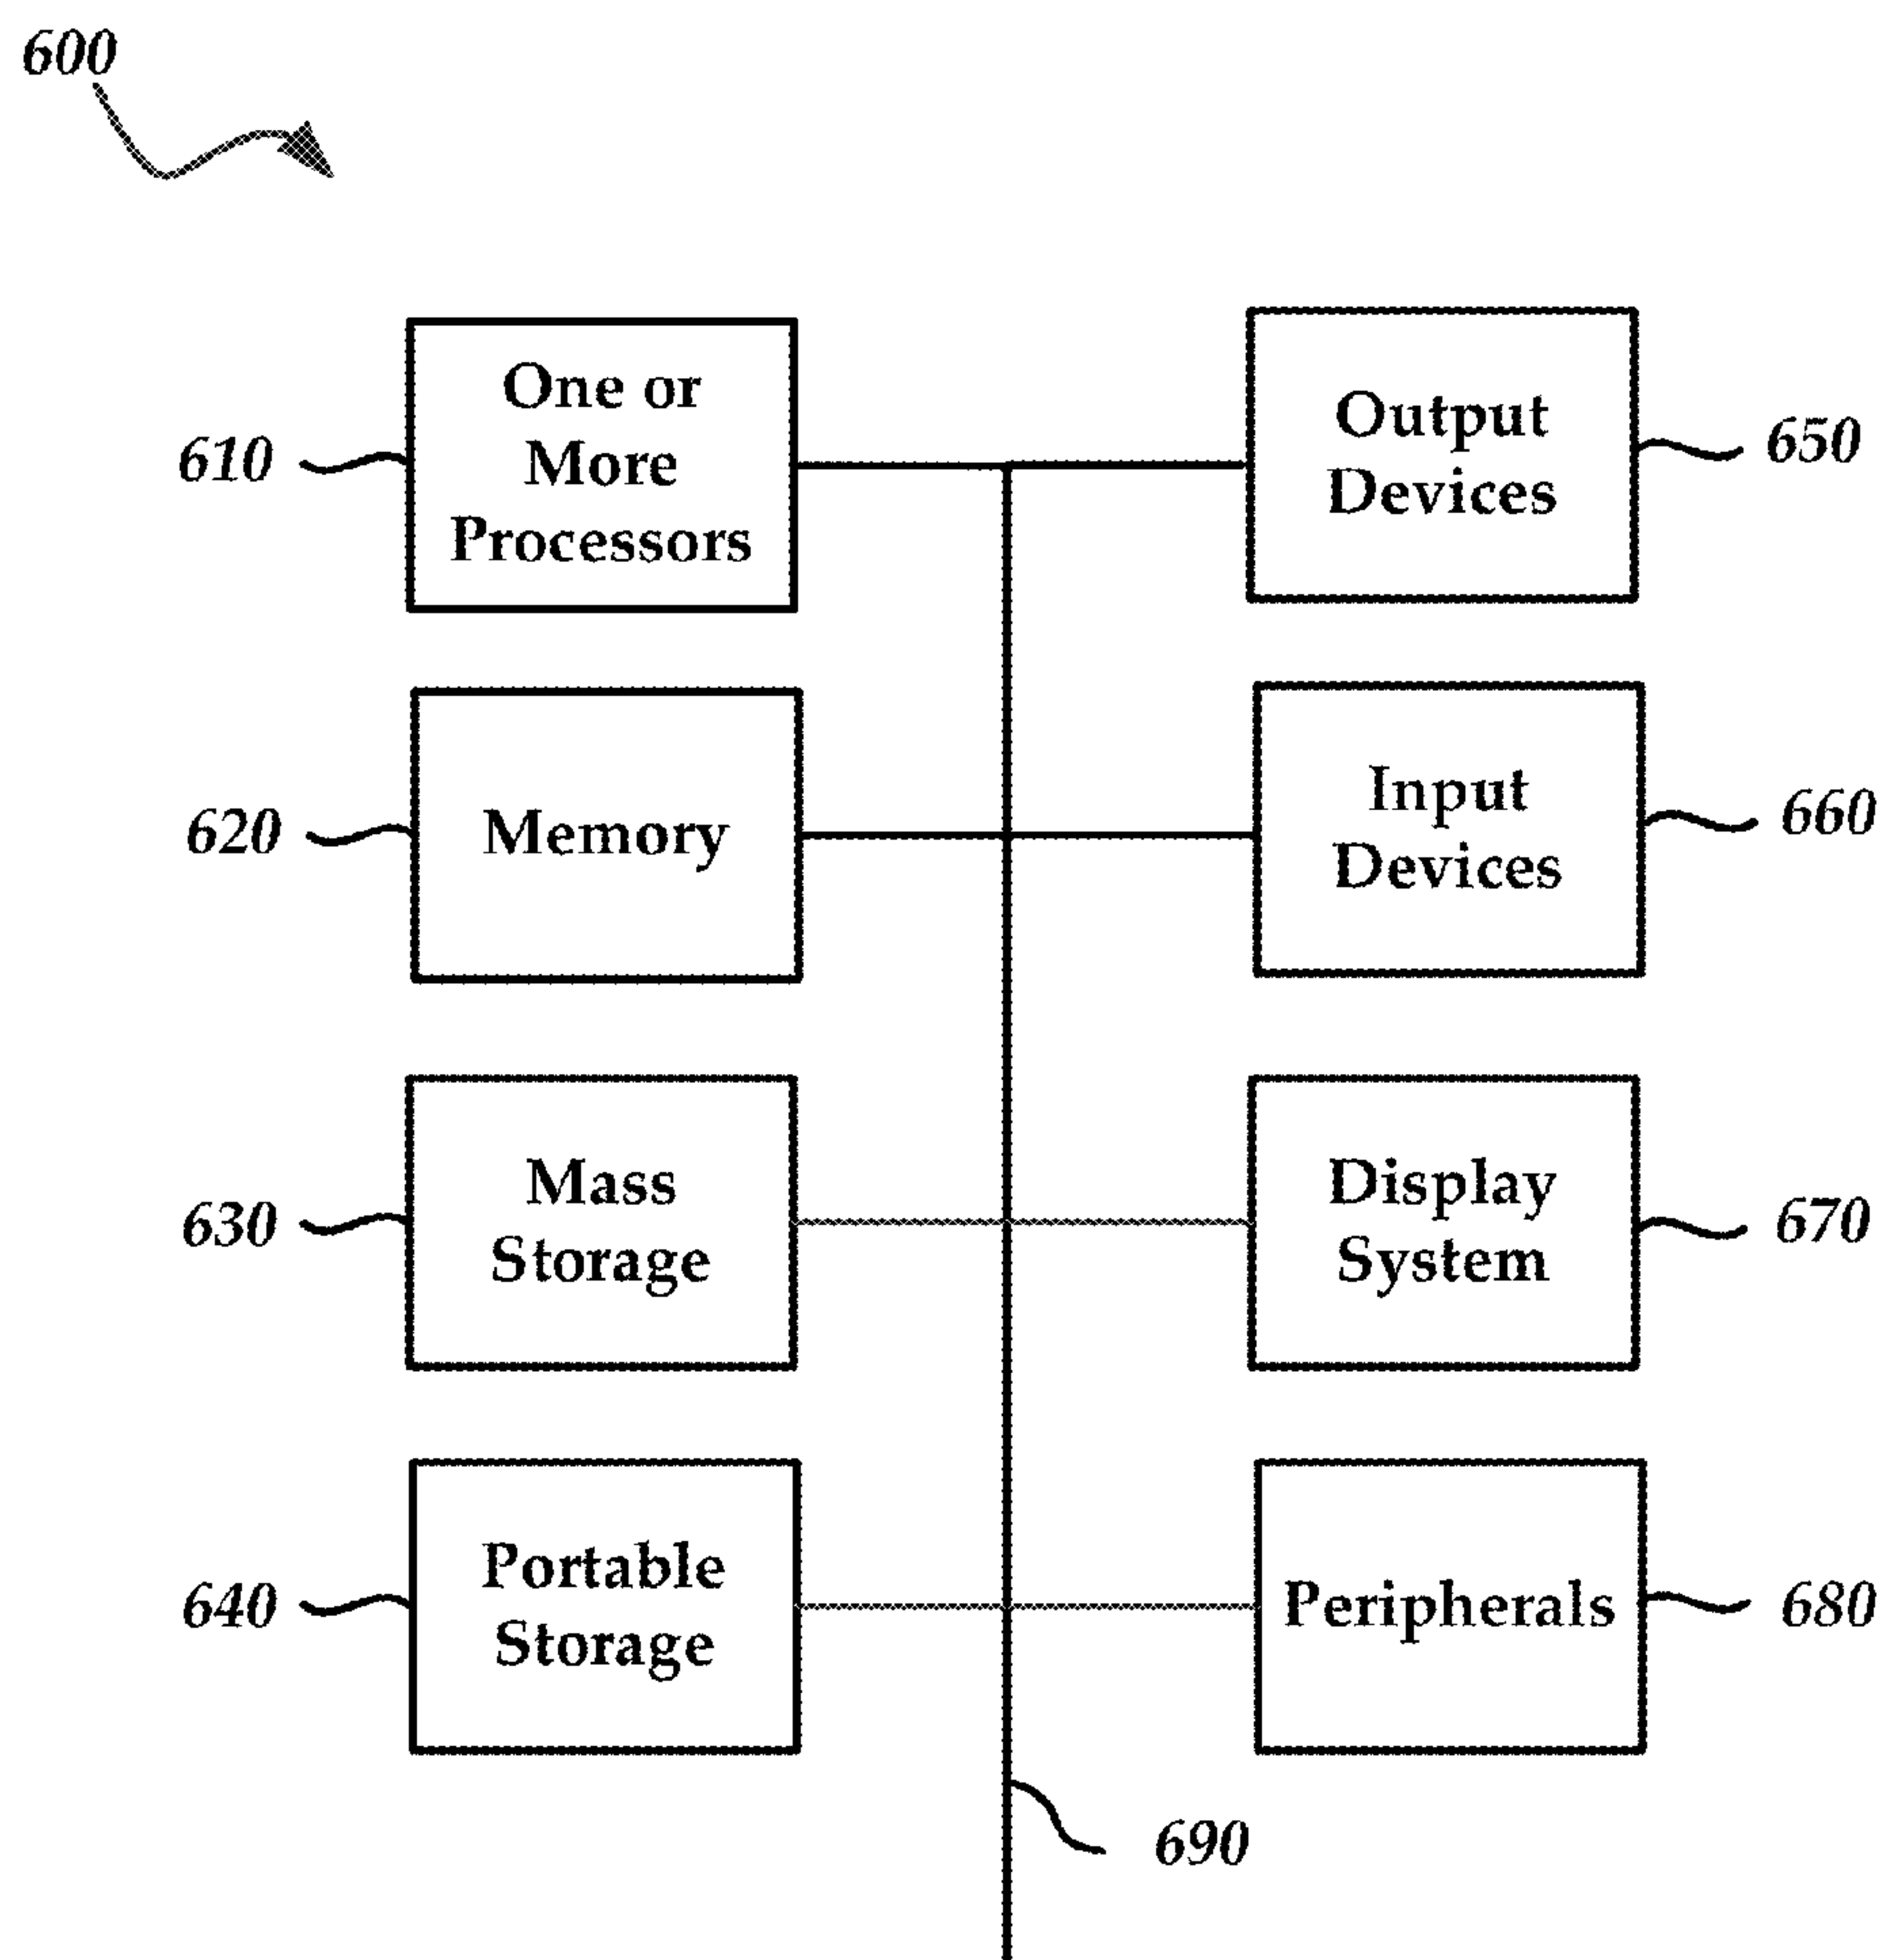 600
One or
More
Processors
610
Output
Devices
650
Memory
620
Input
Devices
660
Mass
Storage
630
Display
System
670
Portable
Storage
640
Peripherals
680
690